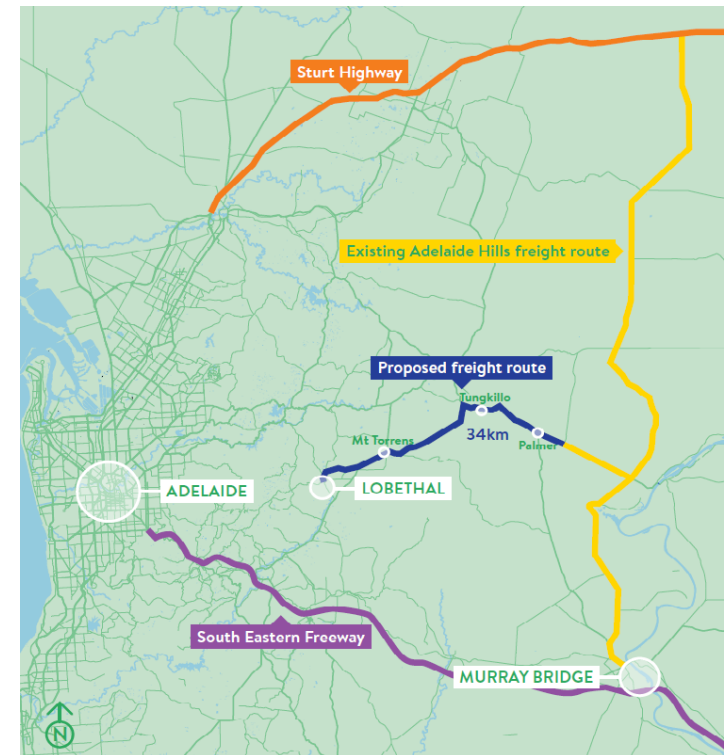 Sturt Highway
Existing Adelaide Hills freight route
Proposed freight route
Tungkillo
34km
Mt Torrens
Palmer
ADELAIDE
LOBETHAL
South Eastern Freeway
MURRAY BRIDGE
N